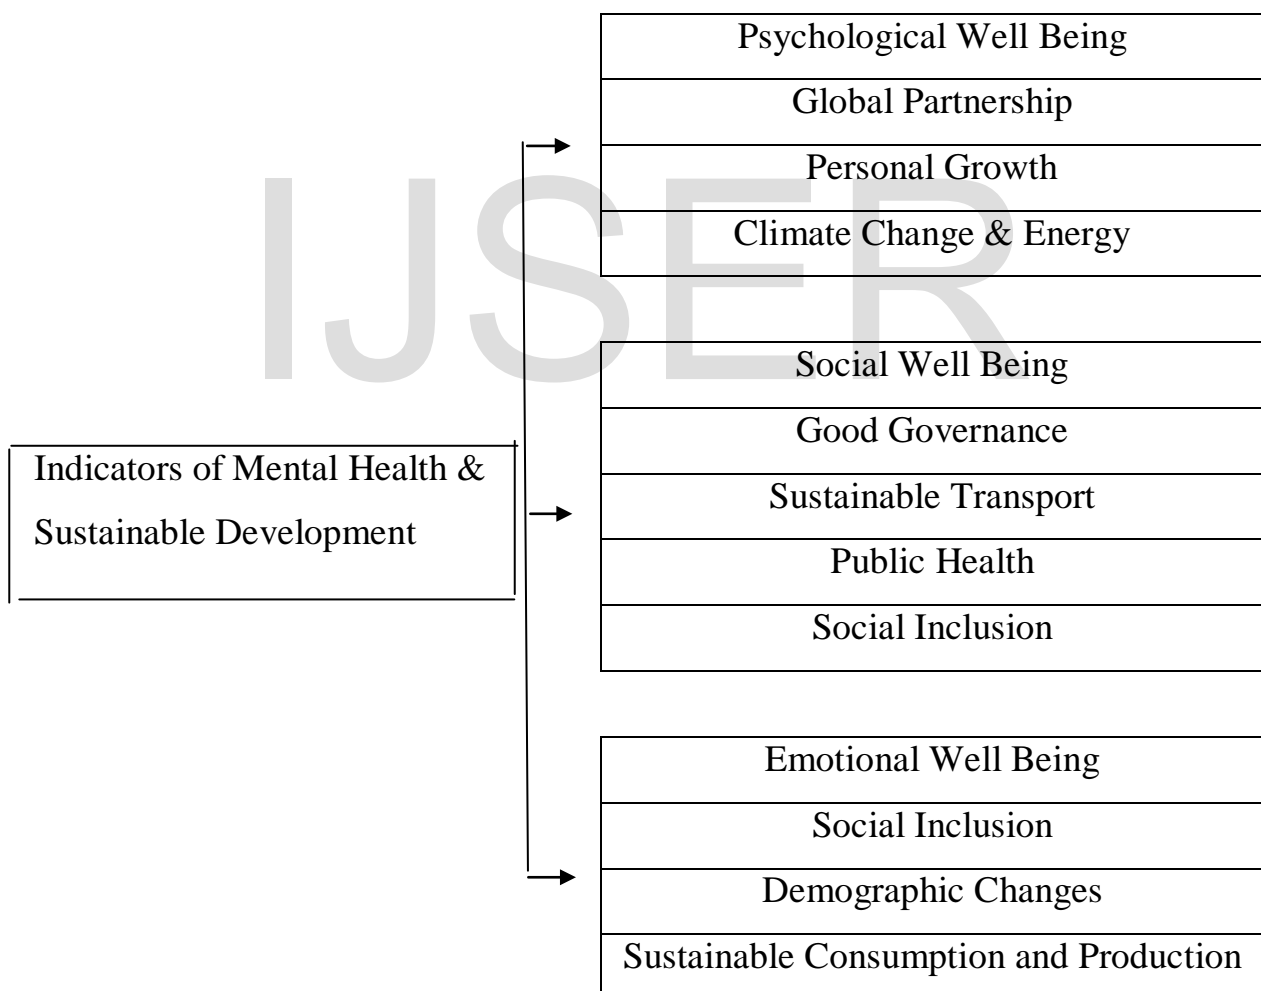 Psychological Well Being
Global Partnership
Personal Growth
Climate Change & Energy
IJSER
Social Well Being
Good Governance
Indicators of Mental Health &
Sustainable Development
Sustainable Transport
Public Health
Social Inclusion
Emotional Well Being
Social Inclusion
Demographic Changes
Sustainable Consumption and Production